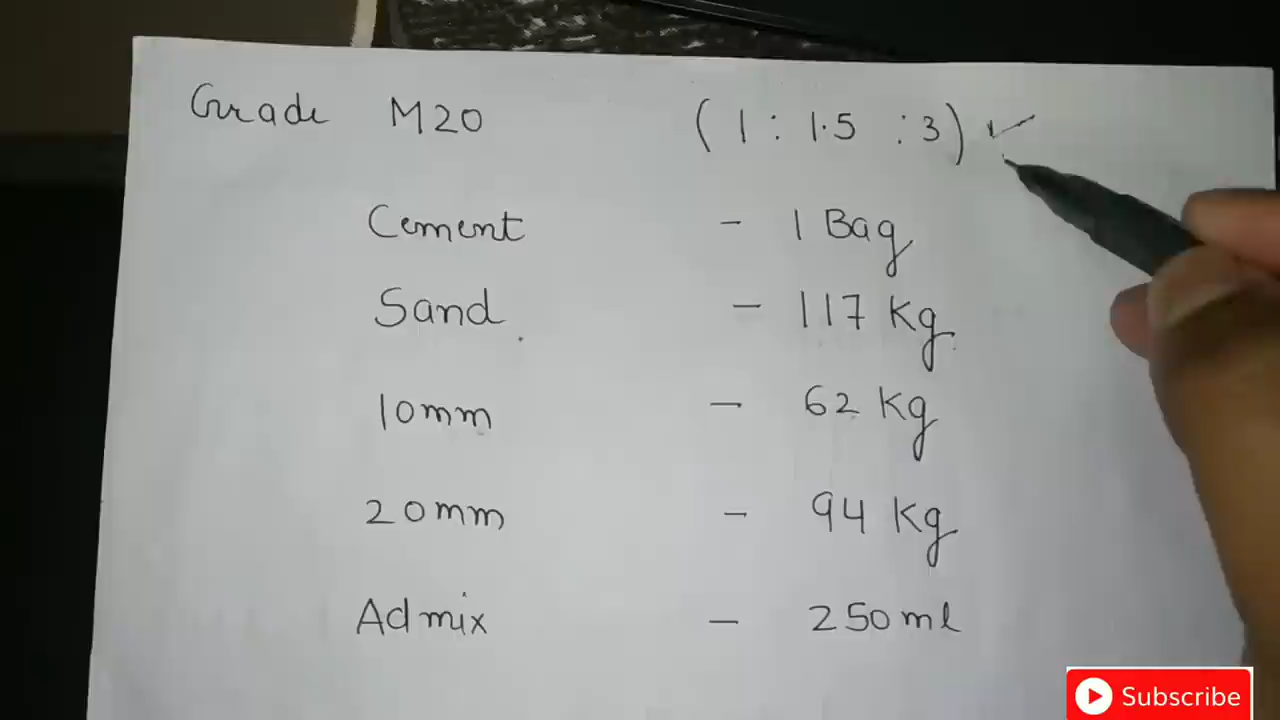 Grade M20 (1 : 1.5 : 3) ✓
Cement - 1 Bag
Sand - 117 Kg
10mm - 62 Kg
20mm - 94 Kg
Admix - 250 ml
Subscribe